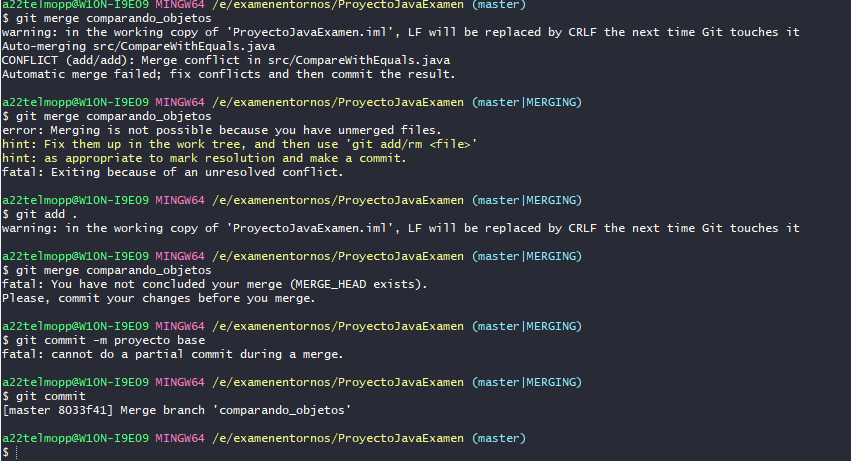 a22telmopp@W10N-I9E09 MINGW64 /e/examenentornos/ProyectoJavaExamen (master)
$ git merge comparando_objetos
warning: in the working copy of 'ProyectoJavaExamen.iml', LF will be replaced by CRLF the next time Git touches it
Auto-merging src/CompareWithEquals.java
CONFLICT (add/add): Merge conflict in src/CompareWithEquals.java
Automatic merge failed; fix conflicts and then commit the result.
a22telmopp@W10N-I9E09 MINGW64 /e/examenentornos/ProyectoJavaExamen (master|MERGING)
$ git merge comparando_objetos
error: Merging is not possible because you have unmerged files.
hint: Fix them up in the work tree, and then use 'git add/rm <file>'
hint: as appropriate to mark resolution and make a commit.
fatal: Exiting because of an unresolved conflict.
a22telmopp@W10N-I9E09 MINGW64 /e/examenentornos/ProyectoJavaExamen (master|MERGING)
$ git add .
warning: in the working copy of 'ProyectoJavaExamen.iml', LF will be replaced by CRLF the next time Git touches it
a22telmopp@W10N-I9E09 MINGW64 /e/examenentornos/ProyectoJavaExamen (master|MERGING)
$ git merge comparando_objetos
fatal: You have not concluded your merge (MERGE_HEAD exists).
Please, commit your changes before you merge.
a22telmopp@W10N-I9E09 MINGW64 /e/examenentornos/ProyectoJavaExamen (master|MERGING)
$ git commit -m proyecto base
fatal: cannot do a partial commit during a merge.
a22telmopp@W10N-I9E09 MINGW64 /e/examenentornos/ProyectoJavaExamen (master|MERGING)
$ git commit
[master 8033f41] Merge branch 'comparando_objetos'
a22telmopp@W10N-I9E09 MINGW64 /e/examenentornos/ProyectoJavaExamen (master)
$